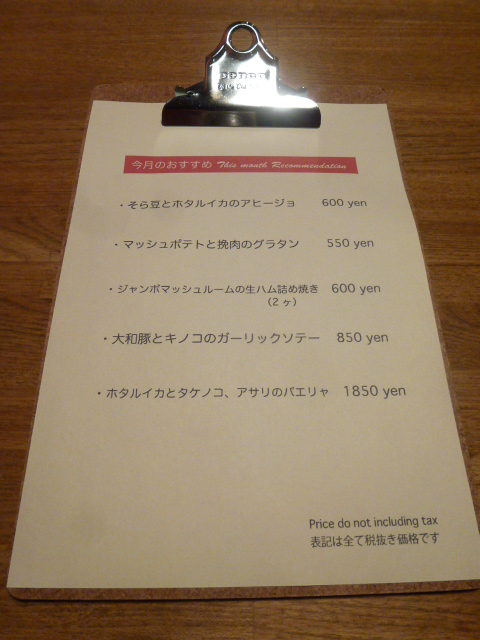 penco
今月のおすすめ This month Recommendation
・そら豆とホタルイカのアヒージョ 600 yen
・マッシュポテトと挽肉のグラタン 550 yen
・ジャンボマッシュルームの生ハム詰め焼き 600 yen
(2 ヶ)
・大和豚とキノコのガーリックソテー 850 yen
・ホタルイカとタケノコ、アサリのパエリャ 1850 yen
Price do not including tax
表記は全て税抜き価格です